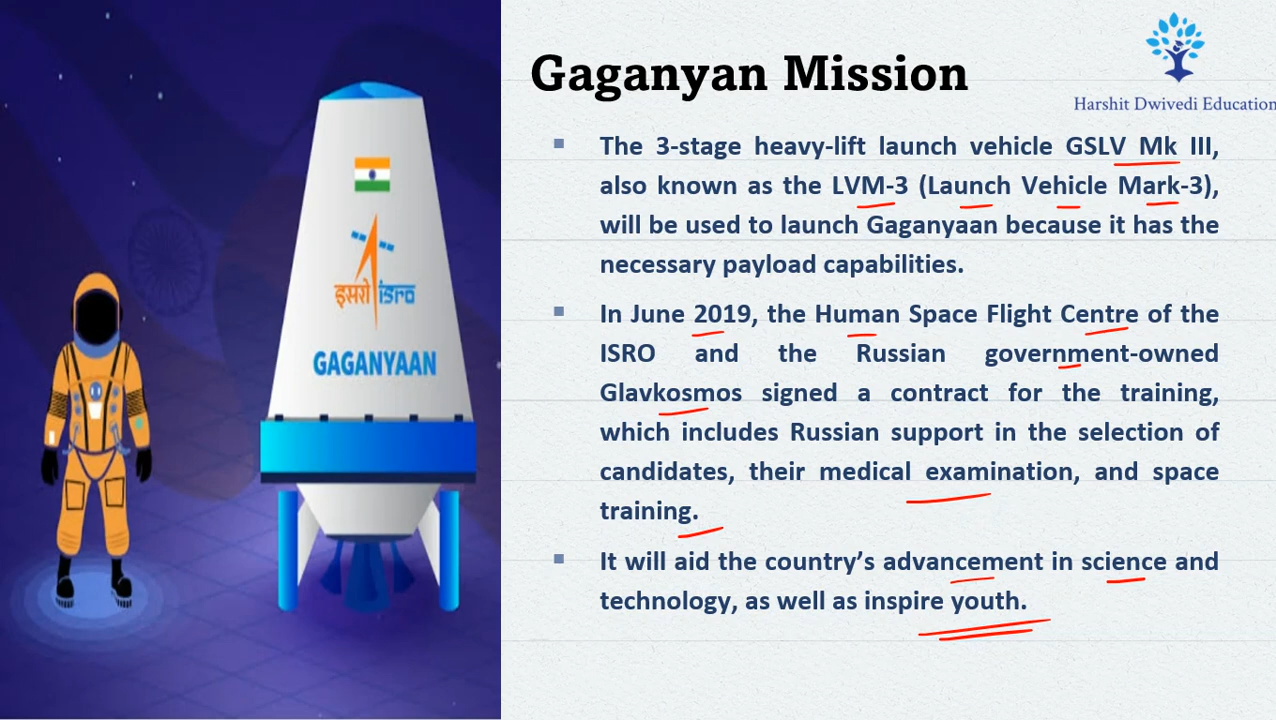 Gaganyan Mission
Harshit Dwivedi Education
The 3-stage heavy-lift launch vehicle GSLV Mk III,
also known as the LVM-3 (Launch Vehicle Mark-3),
will be used to launch Gaganyaan because it has the
necessary payload capabilities.
In June 2019, the Human Space Flight Centre of the
ISRO and the Russian government-owned
Glavkosmos signed a contract for the training,
which includes Russian support in the selection of
candidates, their medical examination, and space
training.
It will aid the country’s advancement in science and
technology, as well as inspire youth.
इसरो isro
GAGANYAAN